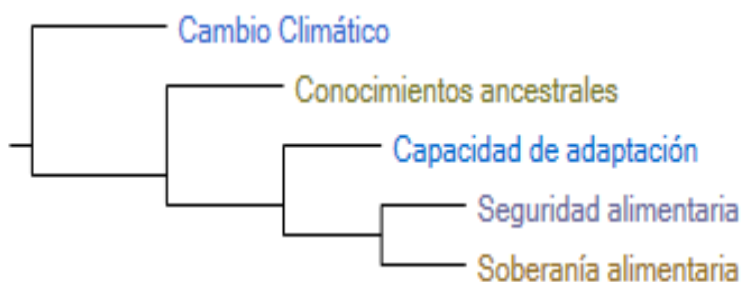 Cambio Climático
Conocimientos ancestrales
Capacidad de adaptación
Seguridad alimentaria
Soberanía alimentaria